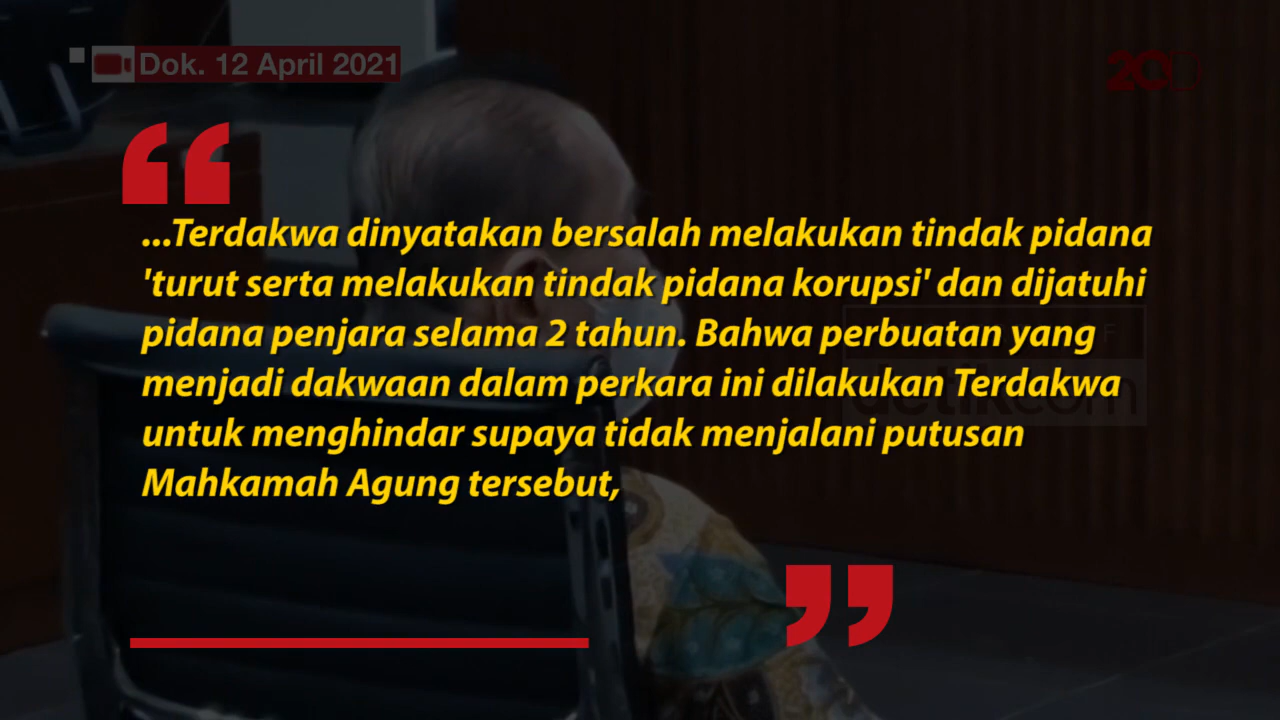 Dok. 12 April 2021
20
“
...Terdakwa dinyatakan bersalah melakukan tindak pidana
'turut serta melakukan tindak pidana korupsi' dan dijatuhi
pidana penjara selama 2 tahun. Bahwa perbuatan yang
menjadi dakwaan dalam perkara ini dilakukan Terdakwa
untuk menghindar supaya tidak menjalani putusan
Mahkamah Agung tersebut,
”
detikcom